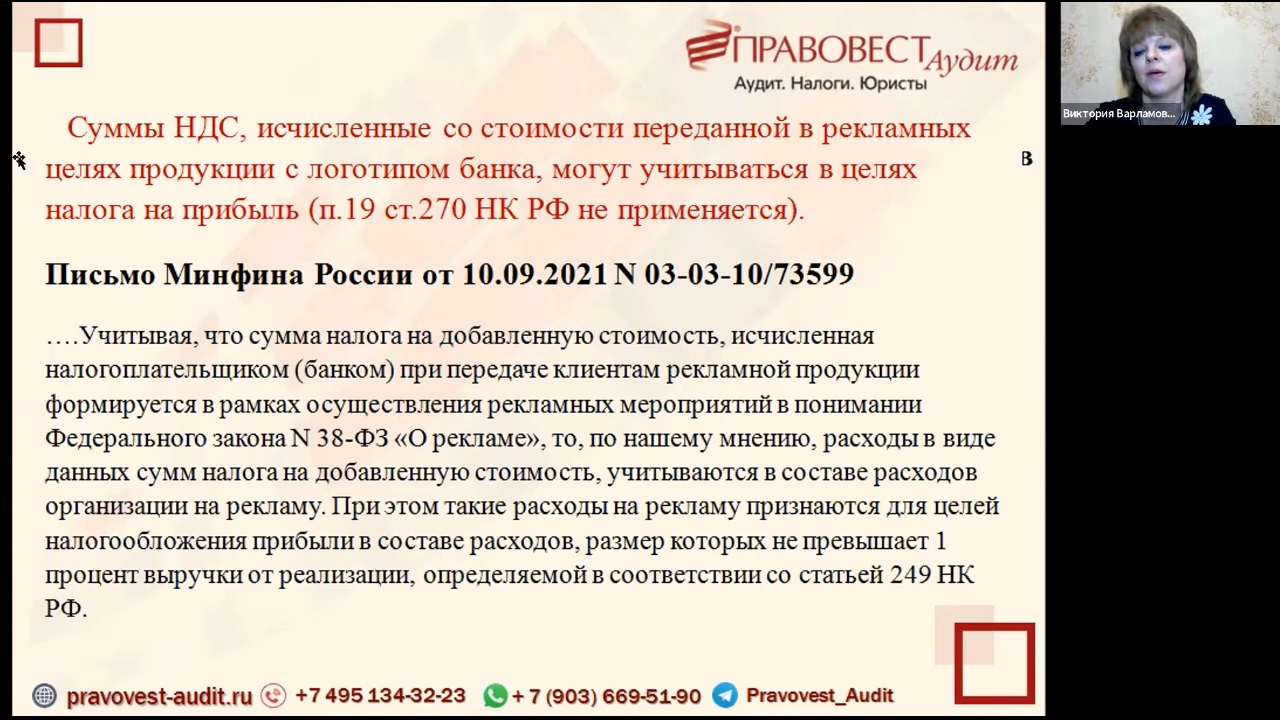 ПРАВОВЕСТ Аудит
Аудит. Налоги. Юристы
Виктория Варламов...
Суммы НДС, исчисленные со стоимости переданной в рекламных
целях продукции с логотипом банка, могут учитываться в целях
налога на прибыль (п.19 ст.270 НК РФ не применяется).
в
Письмо Минфина России от 10.09.2021 N 03-03-10/73599
….Учитывая, что сумма налога на добавленную стоимость, исчисленная
налогоплательщиком (банком) при передаче клиентам рекламной продукции
формируется в рамках осуществления рекламных мероприятий в понимании
Федерального закона N 38-ФЗ «О рекламе», то, по нашему мнению, расходы в виде
данных сумм налога на добавленную стоимость, учитываются в составе расходов
организации на рекламу. При этом такие расходы на рекламу признаются для целей
налогообложения прибыли в составе расходов, размер которых не превышает 1
процент выручки от реализации, определяемой в соответствии со статьей 249 НК
РФ.
pravovest-audit.ru +7 495 134-32-23 + 7 (903) 669-51-90 Pravovest_Audit